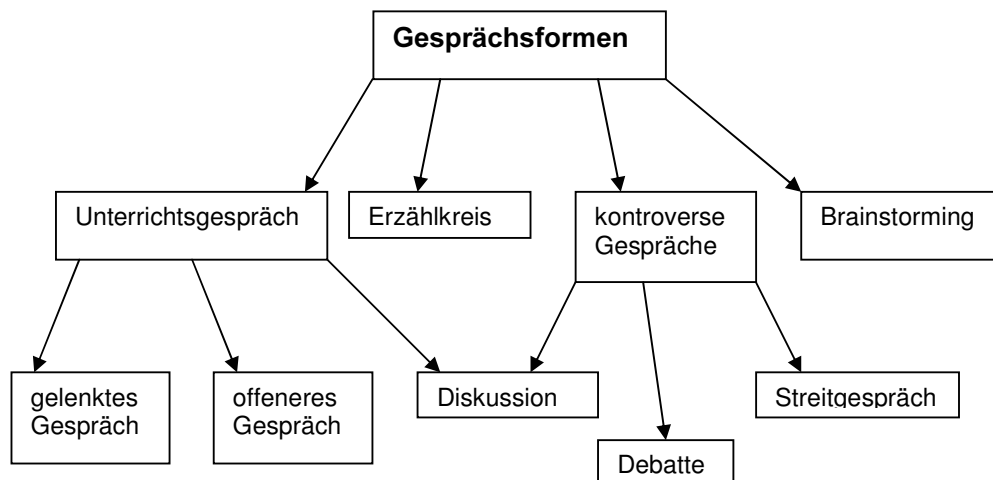 Gesprächsformen
Unterrichtsgespräch
Erzählkreis
kontroverse
Gespräche
Brainstorming
gelenktes
Gespräch
offeneres
Gespräch
Diskussion
Debatte
Streitgespräch